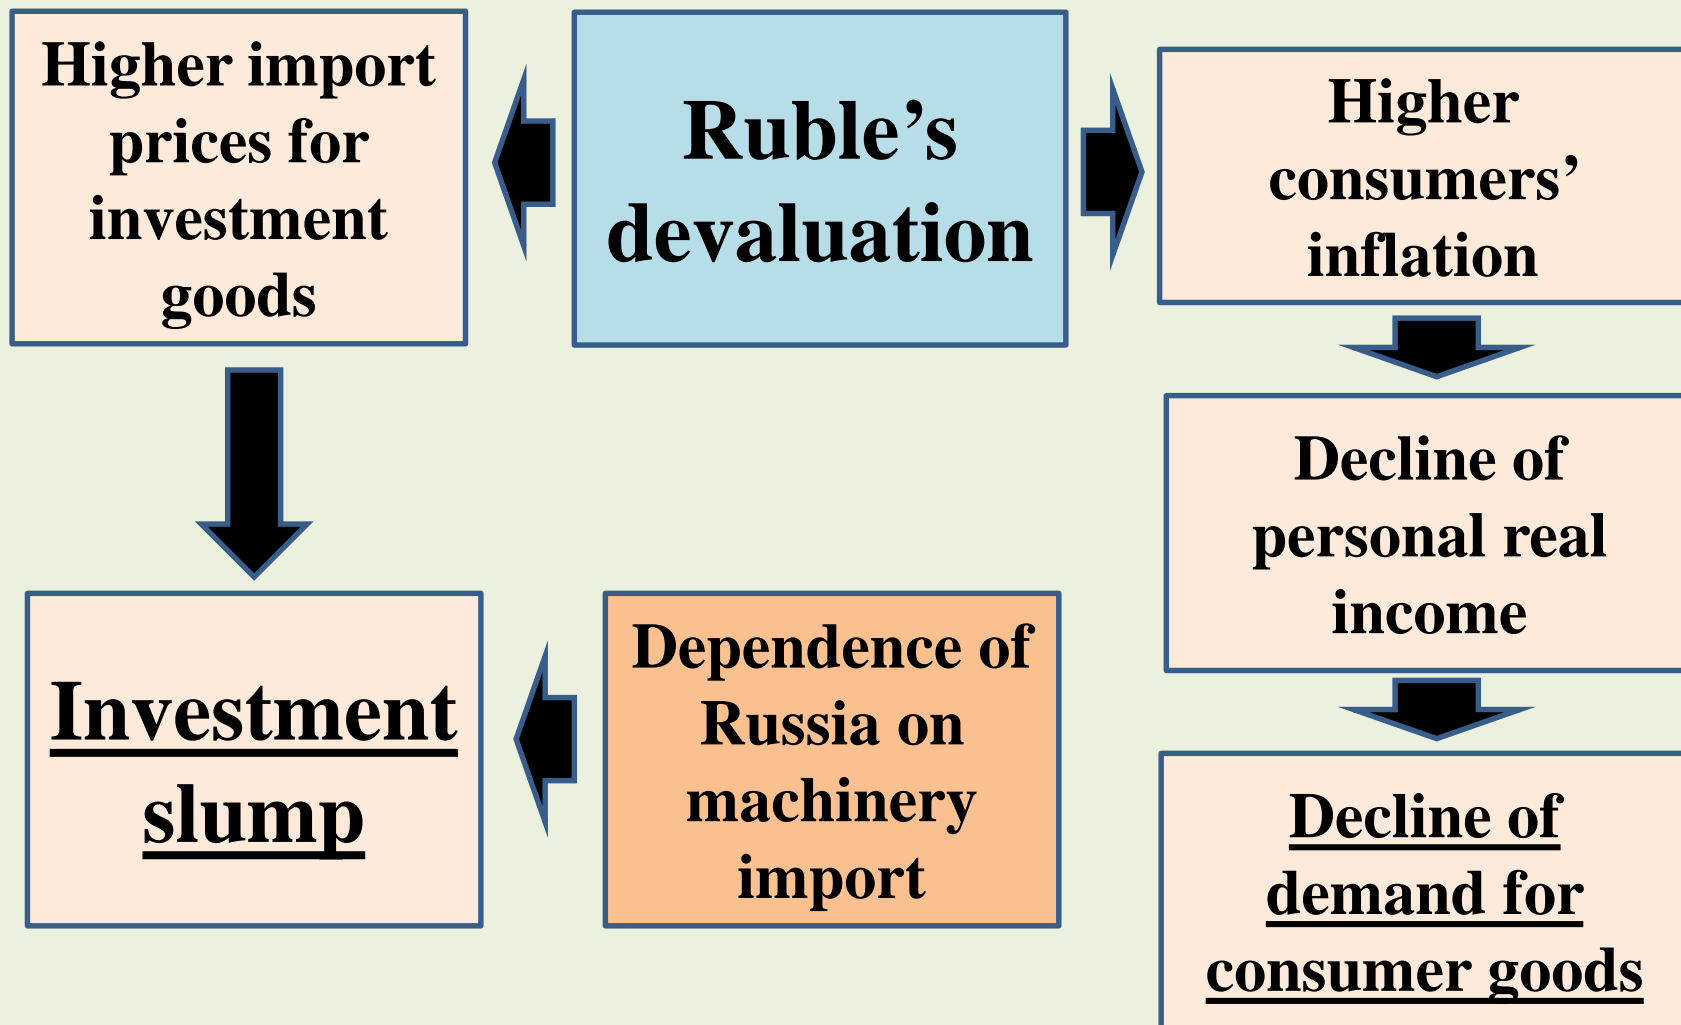 Higher import
prices for
investment
goods
Ruble’s
devaluation
Higher
consumers’
inflation
Decline of
personal real
income
Investment
slump
Dependence of
Russia on
machinery
import
Decline of
demand for
consumer goods